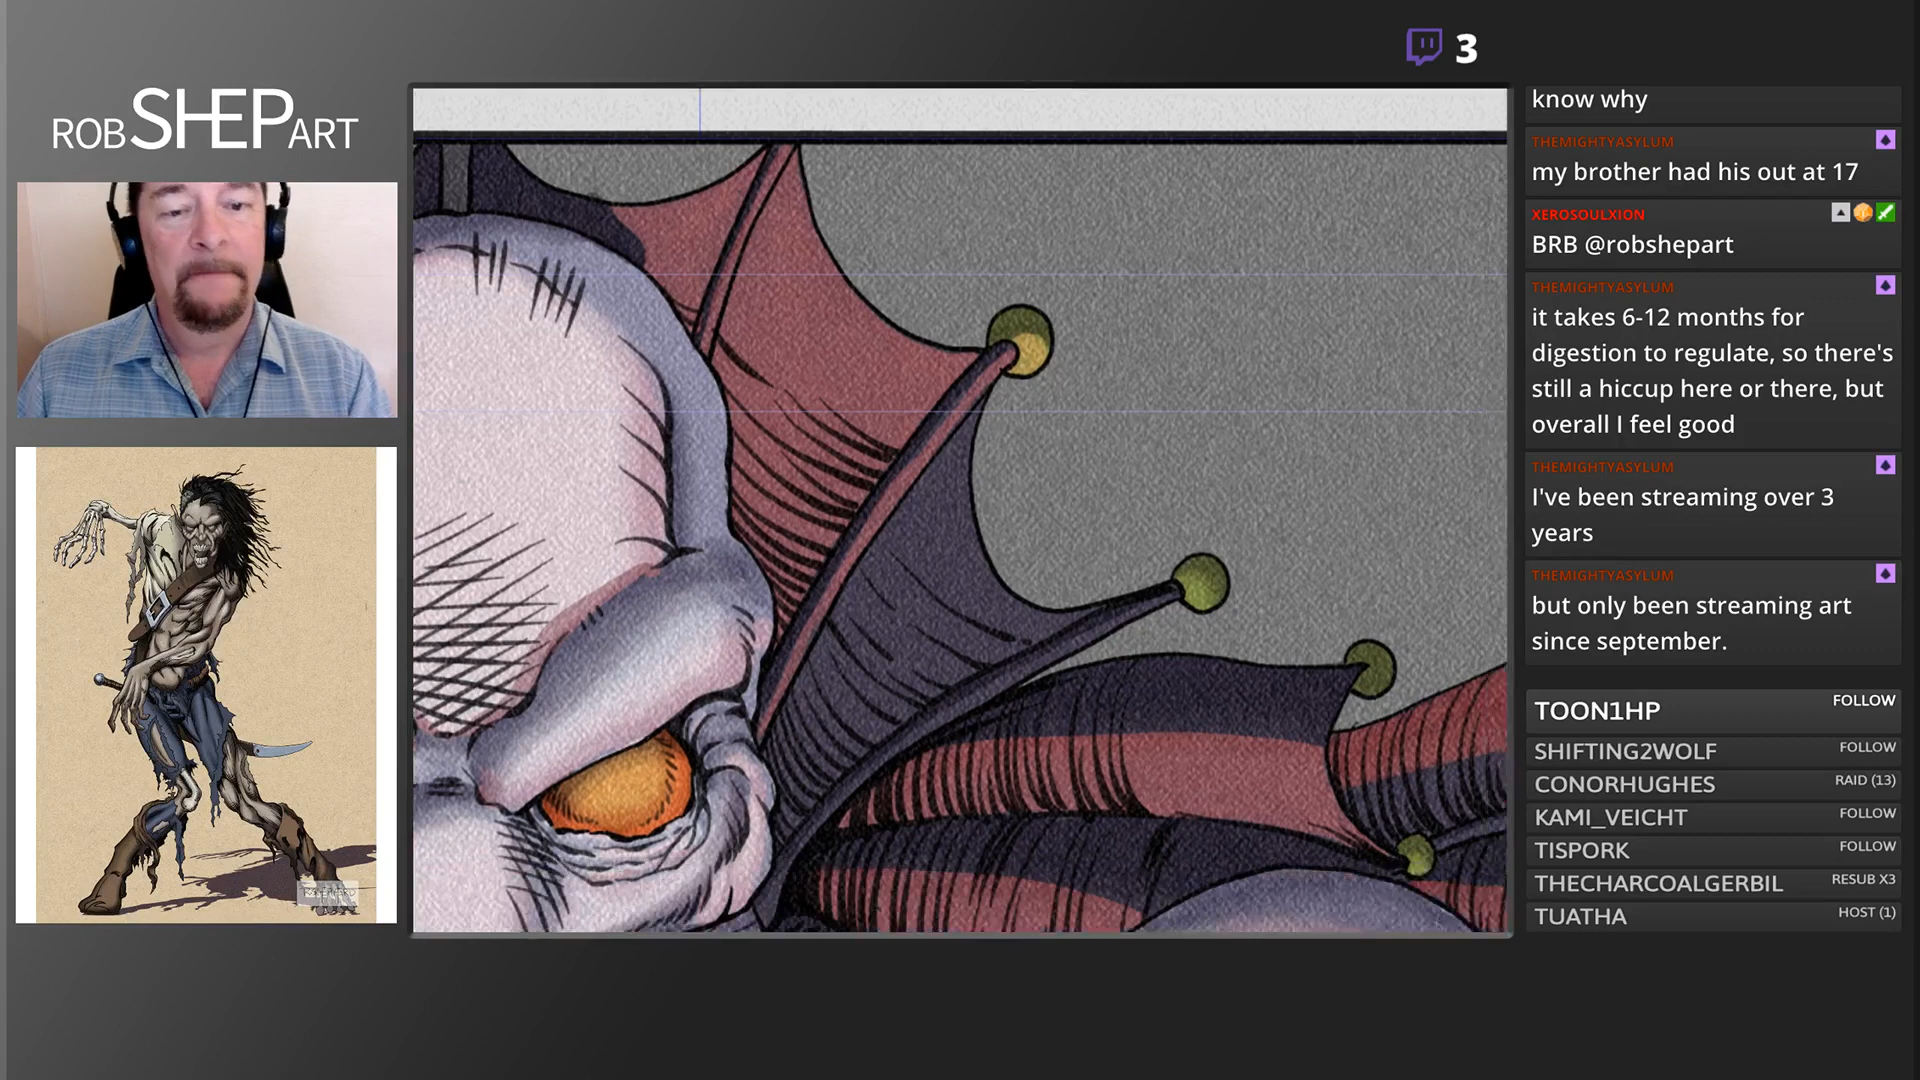 ROBSHEPART
3
know why
THEMIGHTYASYLUM
my brother had his out at 17
XEROSOULXION
BRB @robshepart
THEMIGHTYASYLUM
it takes 6-12 months for
digestion to regulate, so there's
still a hiccup here or there, but
overall I feel good
THEMIGHTYASYLUM
I've been streaming over 3
years
THEMIGHTYASYLUM
but only been streaming art
since september.
TOON1HP FOLLOW
SHIFTING2WOLF FOLLOW
CONORHUGHES RAID (13)
KAMI_VEICHT FOLLOW
TISPORK FOLLOW
THECHARCOALGERBIL RESUB X3
TUATHA HOST (1)